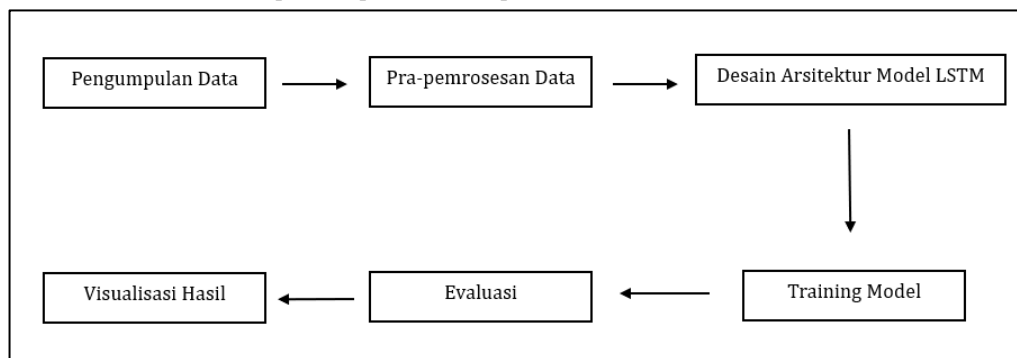 Pengumpulan Data
Pra-pemrosesan Data
Desain Arsitektur Model LSTM
Training Model
Evaluasi
Visualisasi Hasil